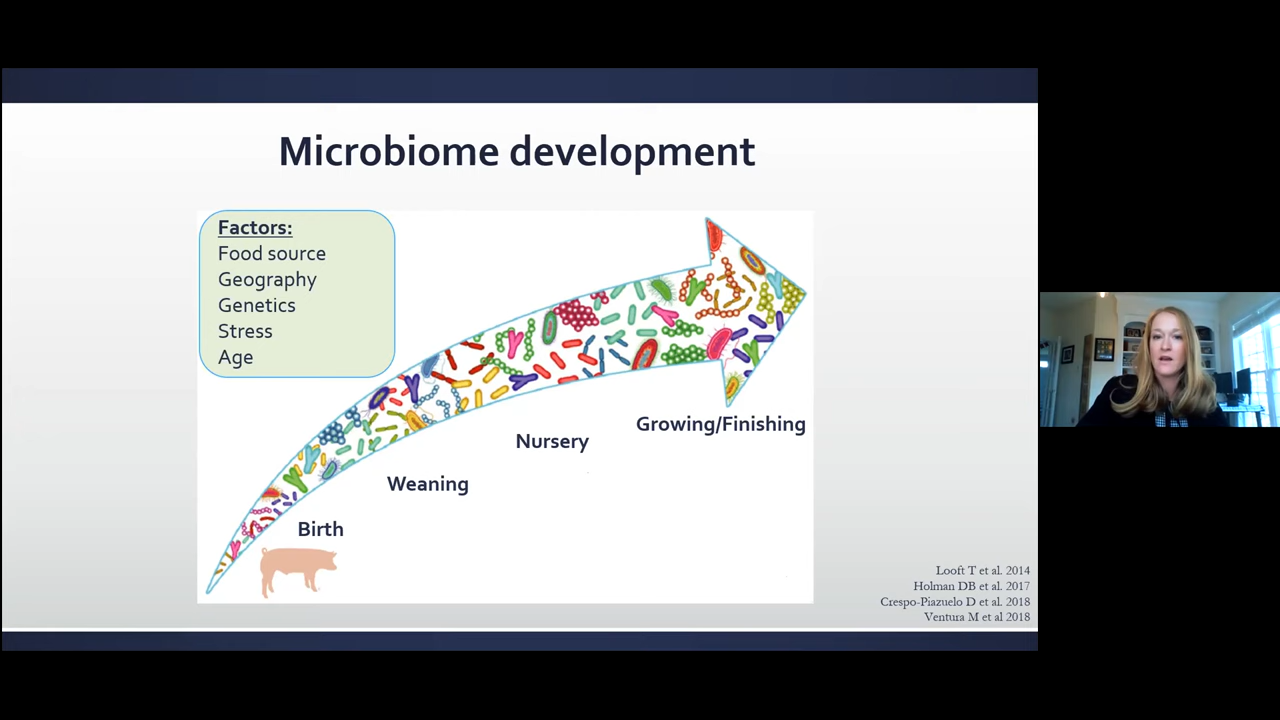 Microbiome development
Factors:
Food source
Geography
Genetics
Stress
Age
Birth
Weaning
Nursery
Growing/Finishing
Looft T et al. 2014
Holman DB et al. 2017
Crespo-Piazuelo D et al. 2018
Ventura M et al 2018